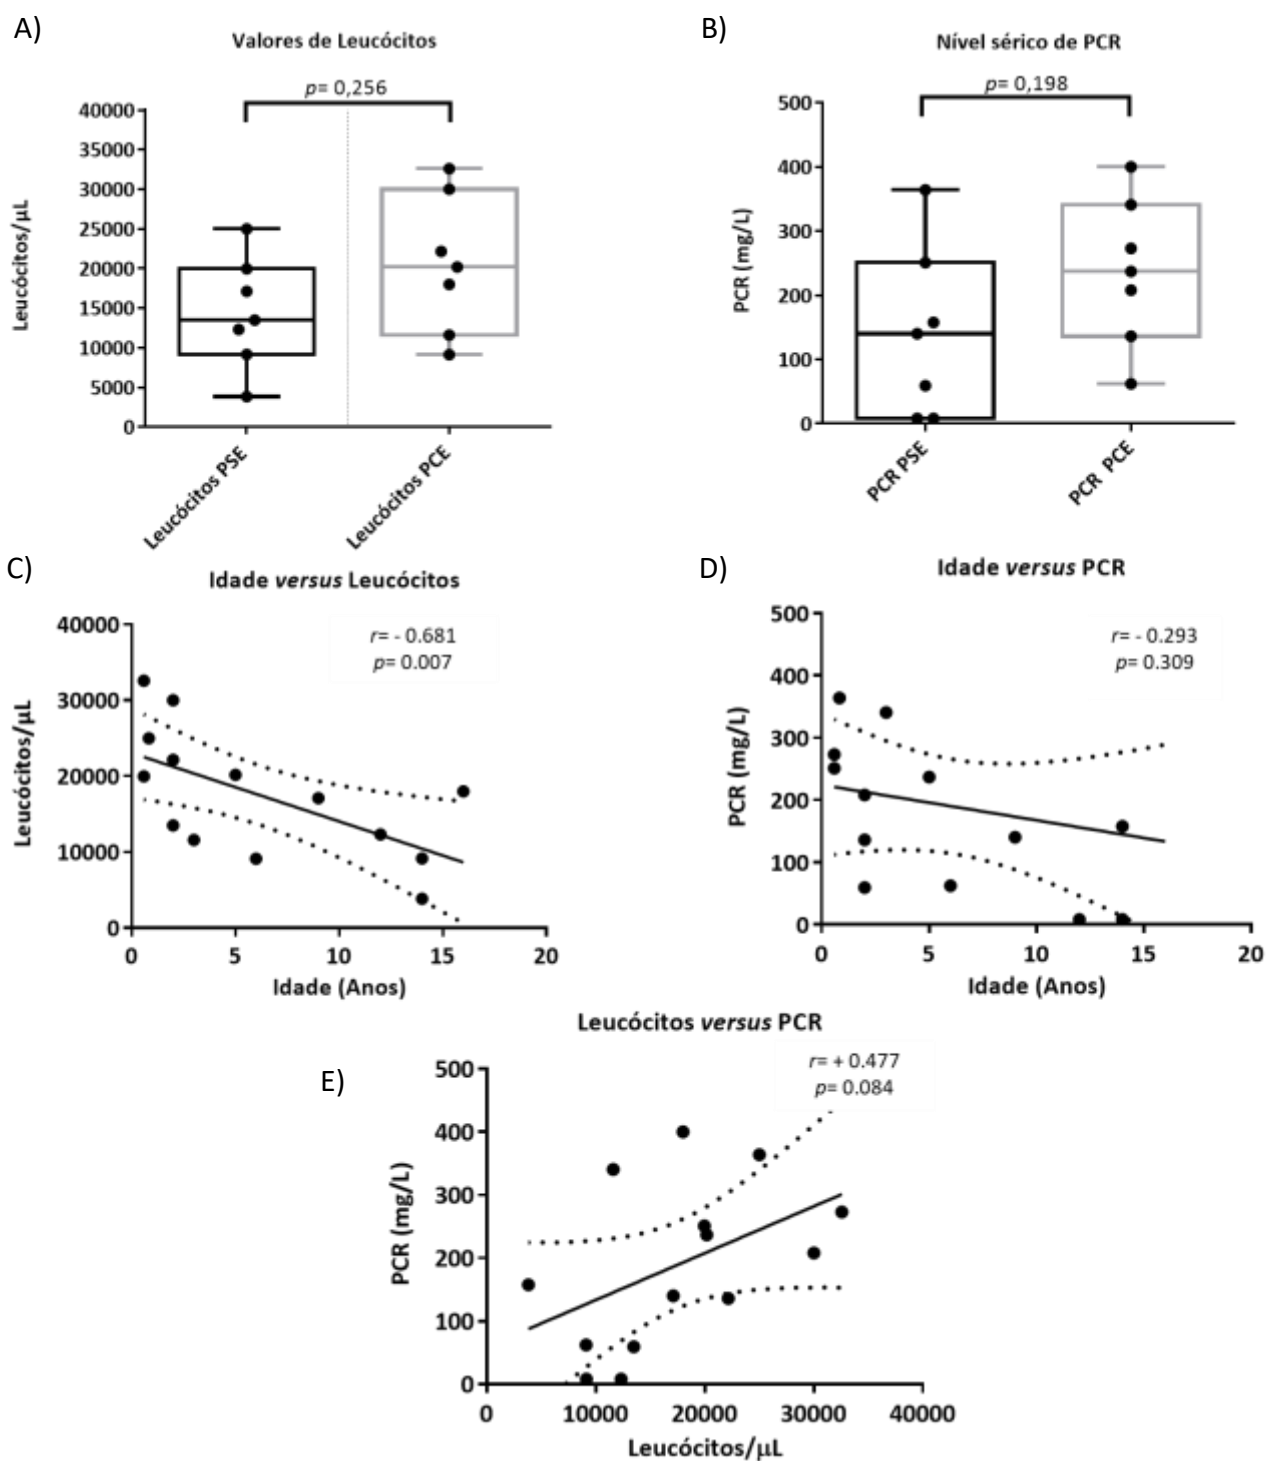 A)
Valores de Leucócitos
p= 0,256
40000
35000
30000
25000
20000
15000
10000
5000
0
Leucócitos/µL
Leucócitos PSE
Leucócitos PCE
B)
Nível sérico de PCR
p= 0,198
500
400
300
200
100
0
PCR (mg/L)
PCR PSE
PCR PCE
C)
Idade versus Leucócitos
r= - 0.681
p= 0.007
40000
30000
20000
10000
0
Leucócitos/µL
0 5 10 15 20
Idade (Anos)
D)
Idade versus PCR
r= - 0.293
p= 0.309
500
400
300
200
100
0
PCR (mg/L)
0 5 10 15 20
Idade (Anos)
E)
Leucócitos versus PCR
r= + 0.477
p= 0.084
500
400
300
200
100
0
PCR (mg/L)
0 10000 20000 30000 40000
Leucócitos/µL